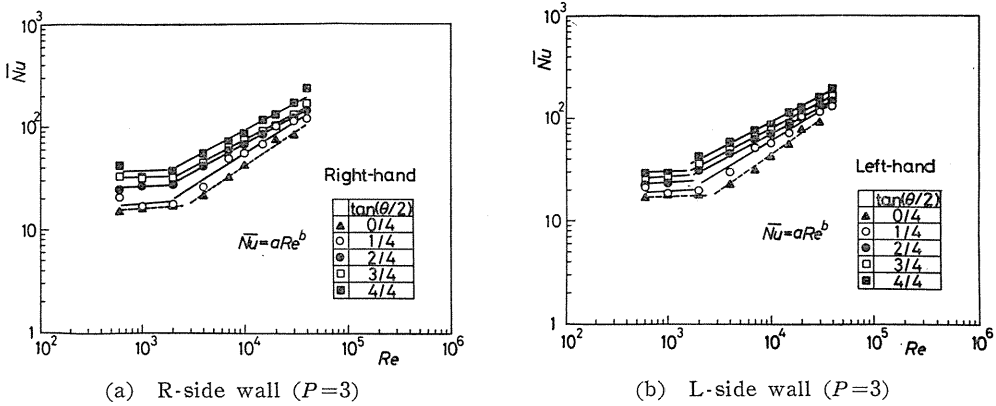 10³
N̅u̅
10²
10
1
10² 10³ 10⁴ 10⁵ 10⁶
Re
N̅u̅=aReᵇ
Right-hand
tan(θ/2)
0/4
1/4
2/4
3/4
4/4
(a) R-side wall (P=3)
10³
N̅u̅
10²
10
1
10² 10³ 10⁴ 10⁵ 10⁶
Re
N̅u̅=aReᵇ
Left-hand
tan(θ/2)
0/4
1/4
2/4
3/4
4/4
(b) L-side wall (P=3)